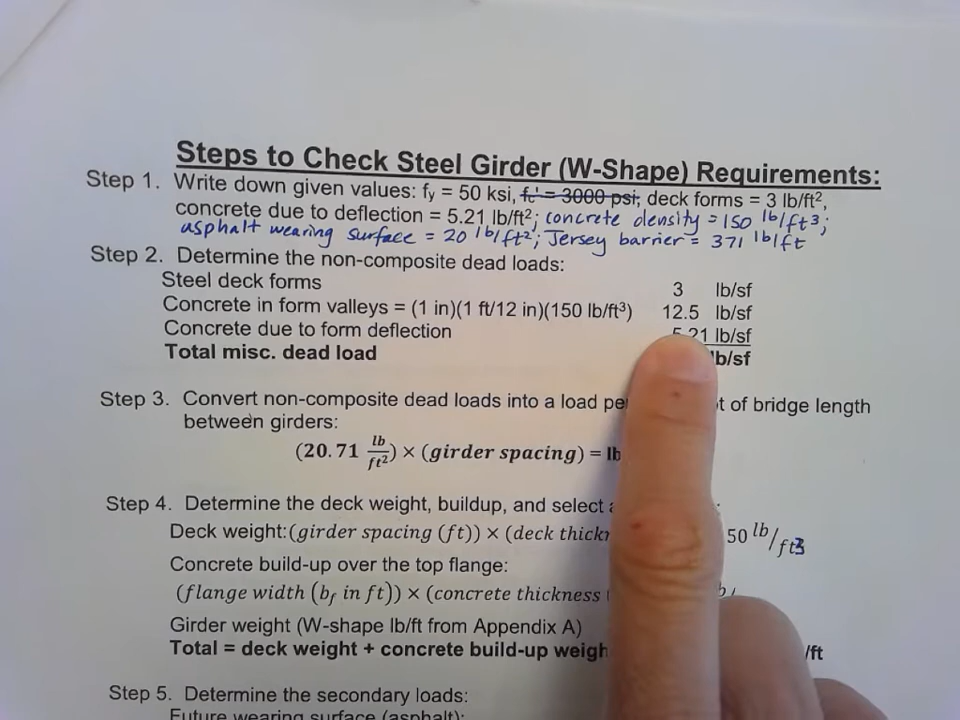 Steps to Check Steel Girder (W-Shape) Requirements:
Step 1. Write down given values: fy = 50 ksi, fc' = 3000 psi, deck forms = 3 lb/ft²,
concrete due to deflection = 5.21 lb/ft²; concrete density = 150 lb/ft³;
asphalt wearing surface = 20 lb/ft²; Jersey barrier = 371 lb/ft
Step 2. Determine the non-composite dead loads:
Steel deck forms 3 lb/sf
Concrete in form valleys = (1 in)(1 ft/12 in)(150 lb/ft³) 12.5 lb/sf
Concrete due to form deflection 5.21 lb/sf
Total misc. dead load lb/sf
Step 3. Convert non-composite dead loads into a load of bridge length
between girders:
(20.71 lb/ft²) × (girder spacing) = lb
Step 4. Determine the deck weight, buildup, and select
Deck weight: (girder spacing (ft)) × (deck 50 lb/ft3
Concrete build-up over the top flange:
(flange width (bf in ft)) × (concrete thickness
Girder weight (W-shape lb/ft from Appendix A)
Total = deck weight + concrete build-up /ft
Step 5. Determine the secondary loads:
Future wearing surface (asphalt):